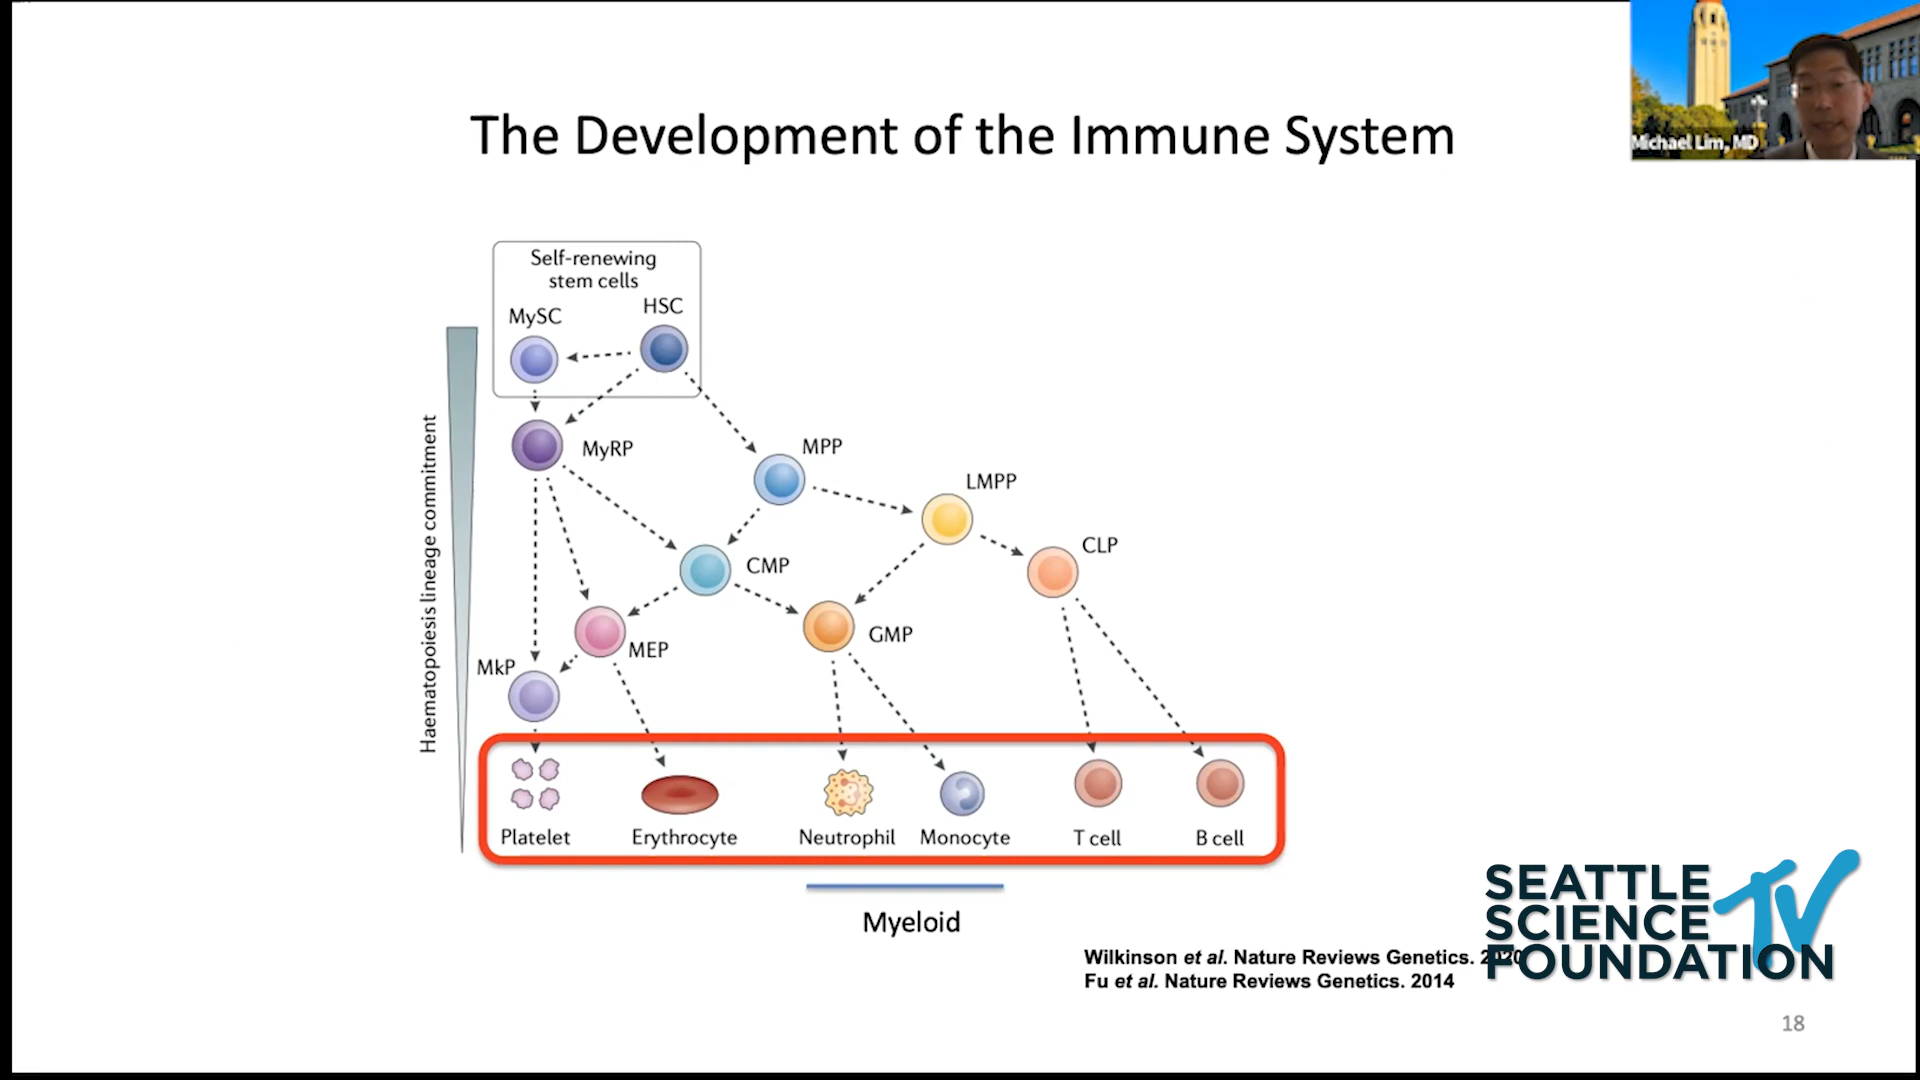 Michael Lim, MD
The Development of the Immune System
Self-renewing
stem cells
MySC
HSC
Haematopoiesis lineage commitment
MyRP
MPP
LMPP
CMP
CLP
GMP
MEP
MkP
Platelet
Erythrocyte
Neutrophil
Monocyte
T cell
B cell
Myeloid
Wilkinson et al. Nature Reviews Genetics. 2020
Fu et al. Nature Reviews Genetics. 2014
SEATTLE
SCIENCE
FOUNDATION
TV
18